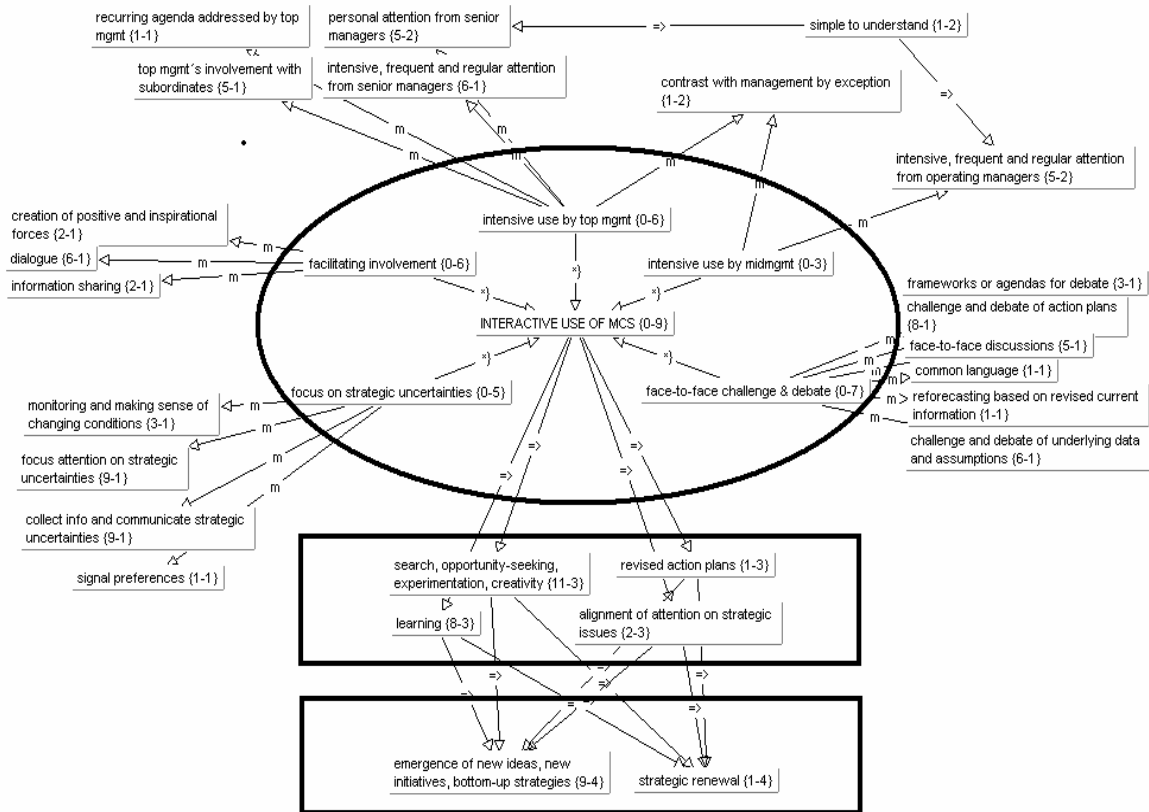 recurring agenda addressed by top
mgmt {1-1}
personal attention from senior
managers {5-2}
=>
simple to understand {1-2}
top mgmt´s involvement with
subordinates {5-1}
intensive, frequent and regular attention
from senior managers {6-1}
contrast with management by exception
{1-2}
=>
m
m
m
m
intensive, frequent and regular attention
from operating managers {5-2}
m
m
creation of positive and inspirational
forces {2-1}
intensive use by top mgmt {0-6}
m
m
dialogue {6-1}
m
facilitating involvement {0-6}
intensive use by midmgmt {0-3}
information sharing {2-1}
m
×}
×}
×}
frameworks or agendas for debate {3-1}
challenge and debate of action plans
{8-1}
INTERACTIVE USE OF MCS {0-9}
m
face-to-face discussions {5-1}
×}
×}
m
m
common language {1-1}
focus on strategic uncertainties {0-5}
face-to-face challenge & debate {0-7}
m
monitoring and making sense of
changing conditions {3-1}
m
m
reforecasting based on revised current
information {1-1}
m
m
challenge and debate of underlying data
and assumptions {6-1}
focus attention on strategic
uncertainties {9-1}
=>
=>
m
=>
=>
m
collect info and communicate strategic
uncertainties {9-1}
signal preferences {1-1}
search, opportunity-seeking,
experimentation, creativity {11-3}
revised action plans {1-3}
learning {8-3}
alignment of attention on strategic
issues {2-3}
=>
=>
=>
=>
=>
=>
=>
=>
emergence of new ideas, new
initiatives, bottom-up strategies {9-4}
strategic renewal {1-4}